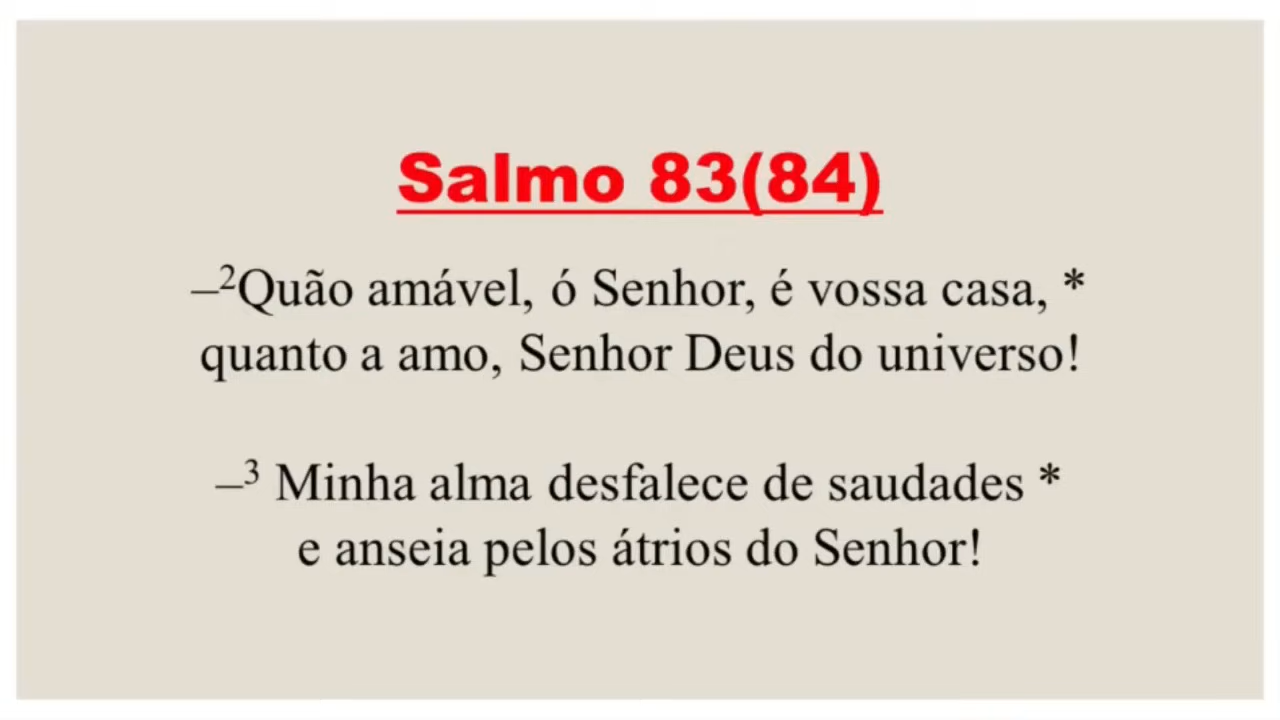 Salmo 83(84)
–²Quão amável, ó Senhor, é vossa casa, *
quanto a amo, Senhor Deus do universo!
–³ Minha alma desfalece de saudades *
e anseia pelos átrios do Senhor!